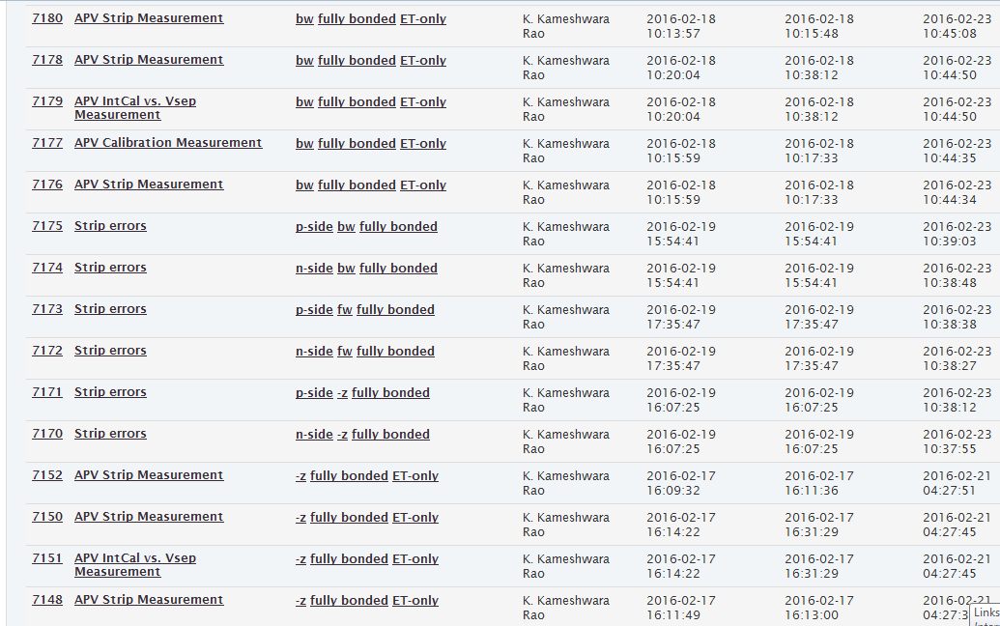 7180 APV Strip Measurement bw fully bonded ET-only K. Kameshwara Rao 2016-02-18 10:13:57 2016-02-18 10:15:48 2016-02-23 10:45:08
7178 APV Strip Measurement bw fully bonded ET-only K. Kameshwara Rao 2016-02-18 10:20:04 2016-02-18 10:38:12 2016-02-23 10:44:50
7179 APV IntCal vs. Vsep Measurement bw fully bonded ET-only K. Kameshwara Rao 2016-02-18 10:20:04 2016-02-18 10:38:12 2016-02-23 10:44:50
7177 APV Calibration Measurement bw fully bonded ET-only K. Kameshwara Rao 2016-02-18 10:15:59 2016-02-18 10:17:33 2016-02-23 10:44:35
7176 APV Strip Measurement bw fully bonded ET-only K. Kameshwara Rao 2016-02-18 10:15:59 2016-02-18 10:17:33 2016-02-23 10:44:34
7175 Strip errors p-side bw fully bonded K. Kameshwara Rao 2016-02-19 15:54:41 2016-02-19 15:54:41 2016-02-23 10:39:03
7174 Strip errors n-side bw fully bonded K. Kameshwara Rao 2016-02-19 15:54:41 2016-02-19 15:54:41 2016-02-23 10:38:48
7173 Strip errors p-side fw fully bonded K. Kameshwara Rao 2016-02-19 17:35:47 2016-02-19 17:35:47 2016-02-23 10:38:38
7172 Strip errors n-side fw fully bonded K. Kameshwara Rao 2016-02-19 17:35:47 2016-02-19 17:35:47 2016-02-23 10:38:27
7171 Strip errors p-side -z fully bonded K. Kameshwara Rao 2016-02-19 16:07:25 2016-02-19 16:07:25 2016-02-23 10:38:12
7170 Strip errors n-side -z fully bonded K. Kameshwara Rao 2016-02-19 16:07:25 2016-02-19 16:07:25 2016-02-23 10:37:55
7152 APV Strip Measurement -z fully bonded ET-only K. Kameshwara Rao 2016-02-17 16:09:32 2016-02-17 16:11:36 2016-02-21 04:27:51
7150 APV Strip Measurement -z fully bonded ET-only K. Kameshwara Rao 2016-02-17 16:14:22 2016-02-17 16:31:29 2016-02-21 04:27:45
7151 APV IntCal vs. Vsep Measurement -z fully bonded ET-only K. Kameshwara Rao 2016-02-17 16:14:22 2016-02-17 16:31:29 2016-02-21 04:27:45
7148 APV Strip Measurement -z fully bonded ET-only K. Kameshwara Rao 2016-02-17 16:11:49 2016-02-17 16:13:00 2016-02-21 04:27:3
Links